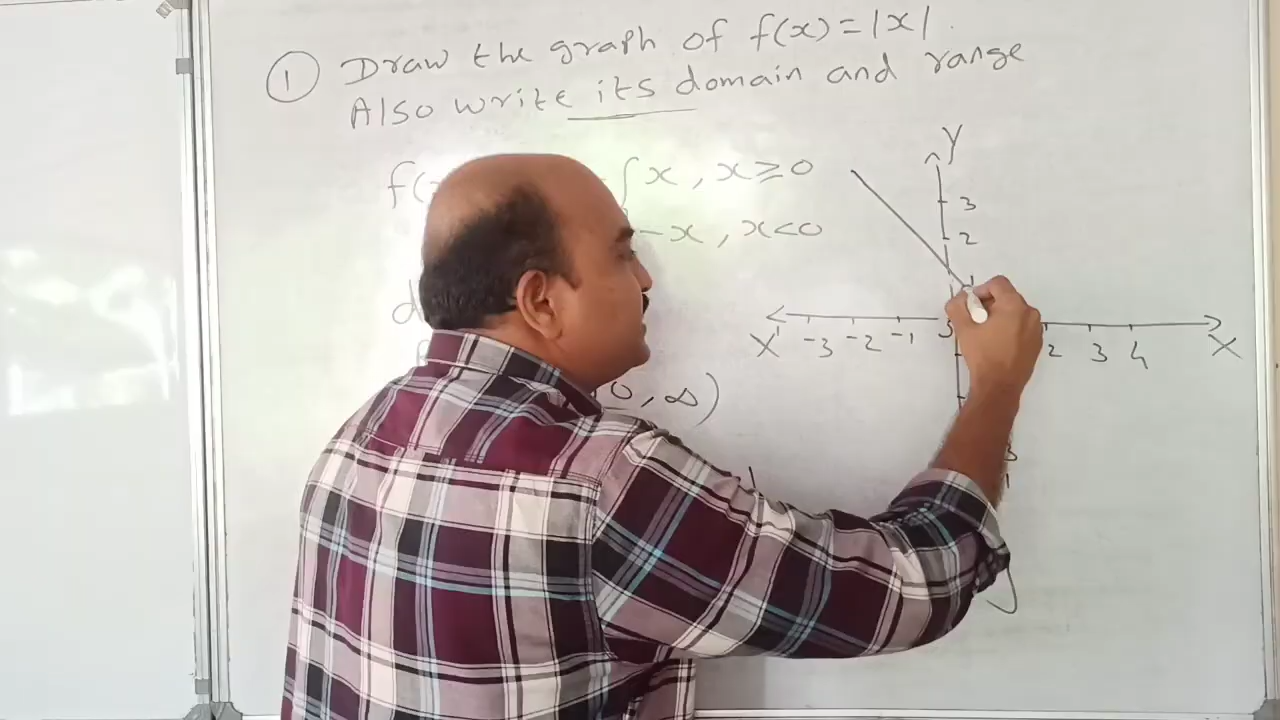 ① Draw the graph of f(x) = |x|.
Also write its domain and range
f( x , x ≥ 0
-x , x < 0
d
0, ∞)
Y
3
2
1
X' -3 -2 -1 2 3 4 X